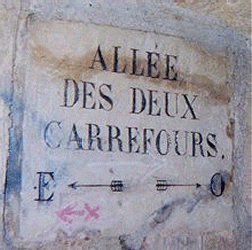 ALLÉE
DES DEUX
CARREFOURS.
E O